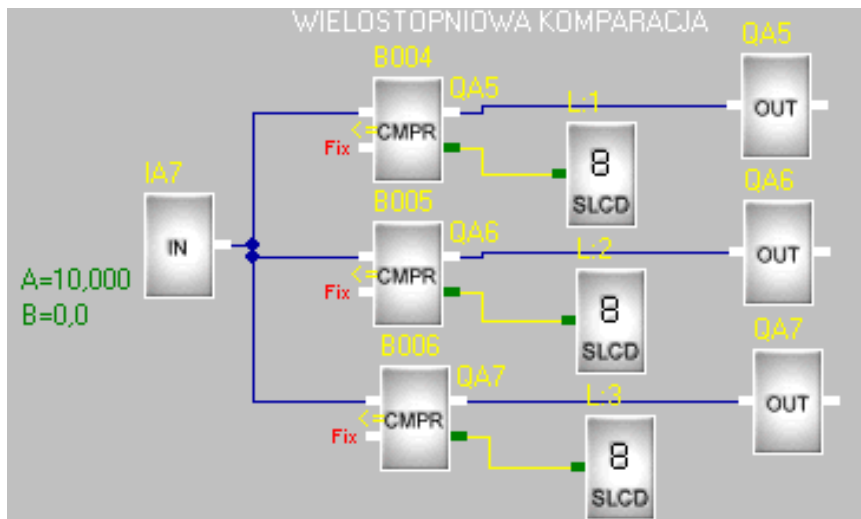 WIELOSTOPNIOWA KOMPARACJA
B004
QA5
L:1
QA5
<=
CMPR
Fix
OUT
8
SLCD
IA7
IN
A=10,000
B=0,0
B005
QA6
L:2
QA6
<=
CMPR
Fix
OUT
8
SLCD
B006
QA7
L:3
QA7
<=
CMPR
Fix
OUT
8
SLCD